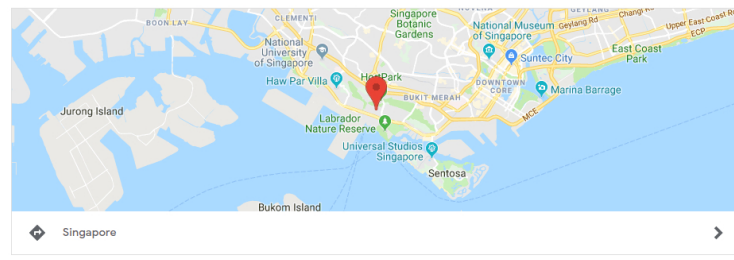 BOON LAY
CLEMENTI
Singapore
Botanic
Gardens
National Museum
of Singapore
GEYLANG
Geylang Rd
Changi
Upper East Coast R
ECP
National
University
of Singapore
Suntec City
East Coast
Park
Haw Par Villa
HortPark
BUKIT MERAH
DOWNTOWN
CORE
Marina Barrage
Jurong Island
MCE
Labrador
Nature Reserve
Universal Studios
Singapore
Sentosa
Bukom Island
Singapore